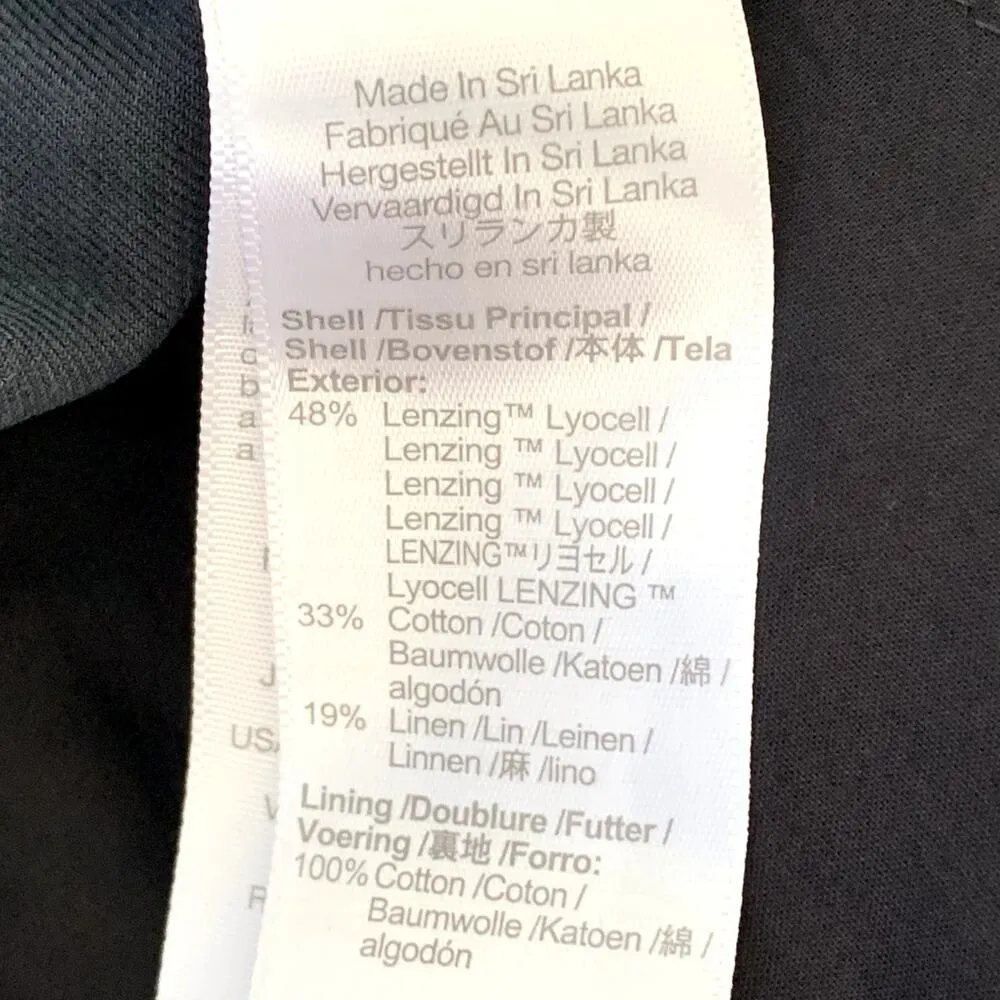 Made In Sri Lanka
Fabriqué Au Sri Lanka
Hergestellt In Sri Lanka
Vervaardigd In Sri Lanka
スリランカ製
hecho en sri lanka
Shell /Tissu Principal /
Shell /Bovenstof /本体 /Tela
Exterior:
48% Lenzing™ Lyocell /
Lenzing ™ Lyocell /
Lenzing ™ Lyocell /
Lenzing ™ Lyocell /
LENZING™リヨセル /
Lyocell LENZING ™
33% Cotton /Coton /
Baumwolle /Katoen /綿 /
algodón
19% Linen /Lin /Leinen /
Linnen /麻 /lino
Lining /Doublure /Futter /
Voering /裏地 /Forro:
100% Cotton /Coton /
Baumwolle /Katoen /綿 /
algodón